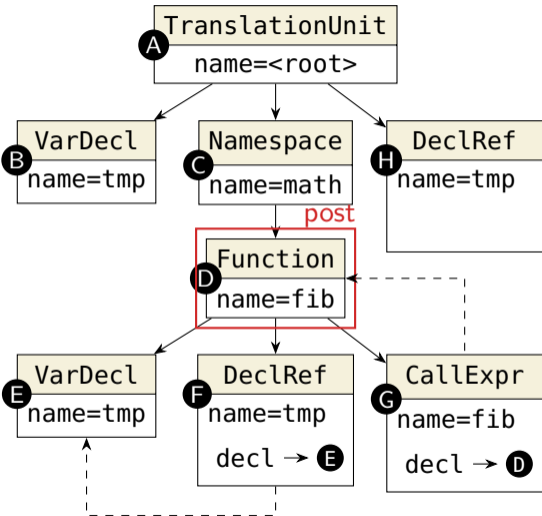 TranslationUnit
A
name=<root>
VarDecl
B
name=tmp
Namespace
C
name=math
DeclRef
H
name=tmp
post
Function
D
name=fib
VarDecl
E
name=tmp
DeclRef
F
name=tmp
decl → E
CallExpr
G
name=fib
decl → D